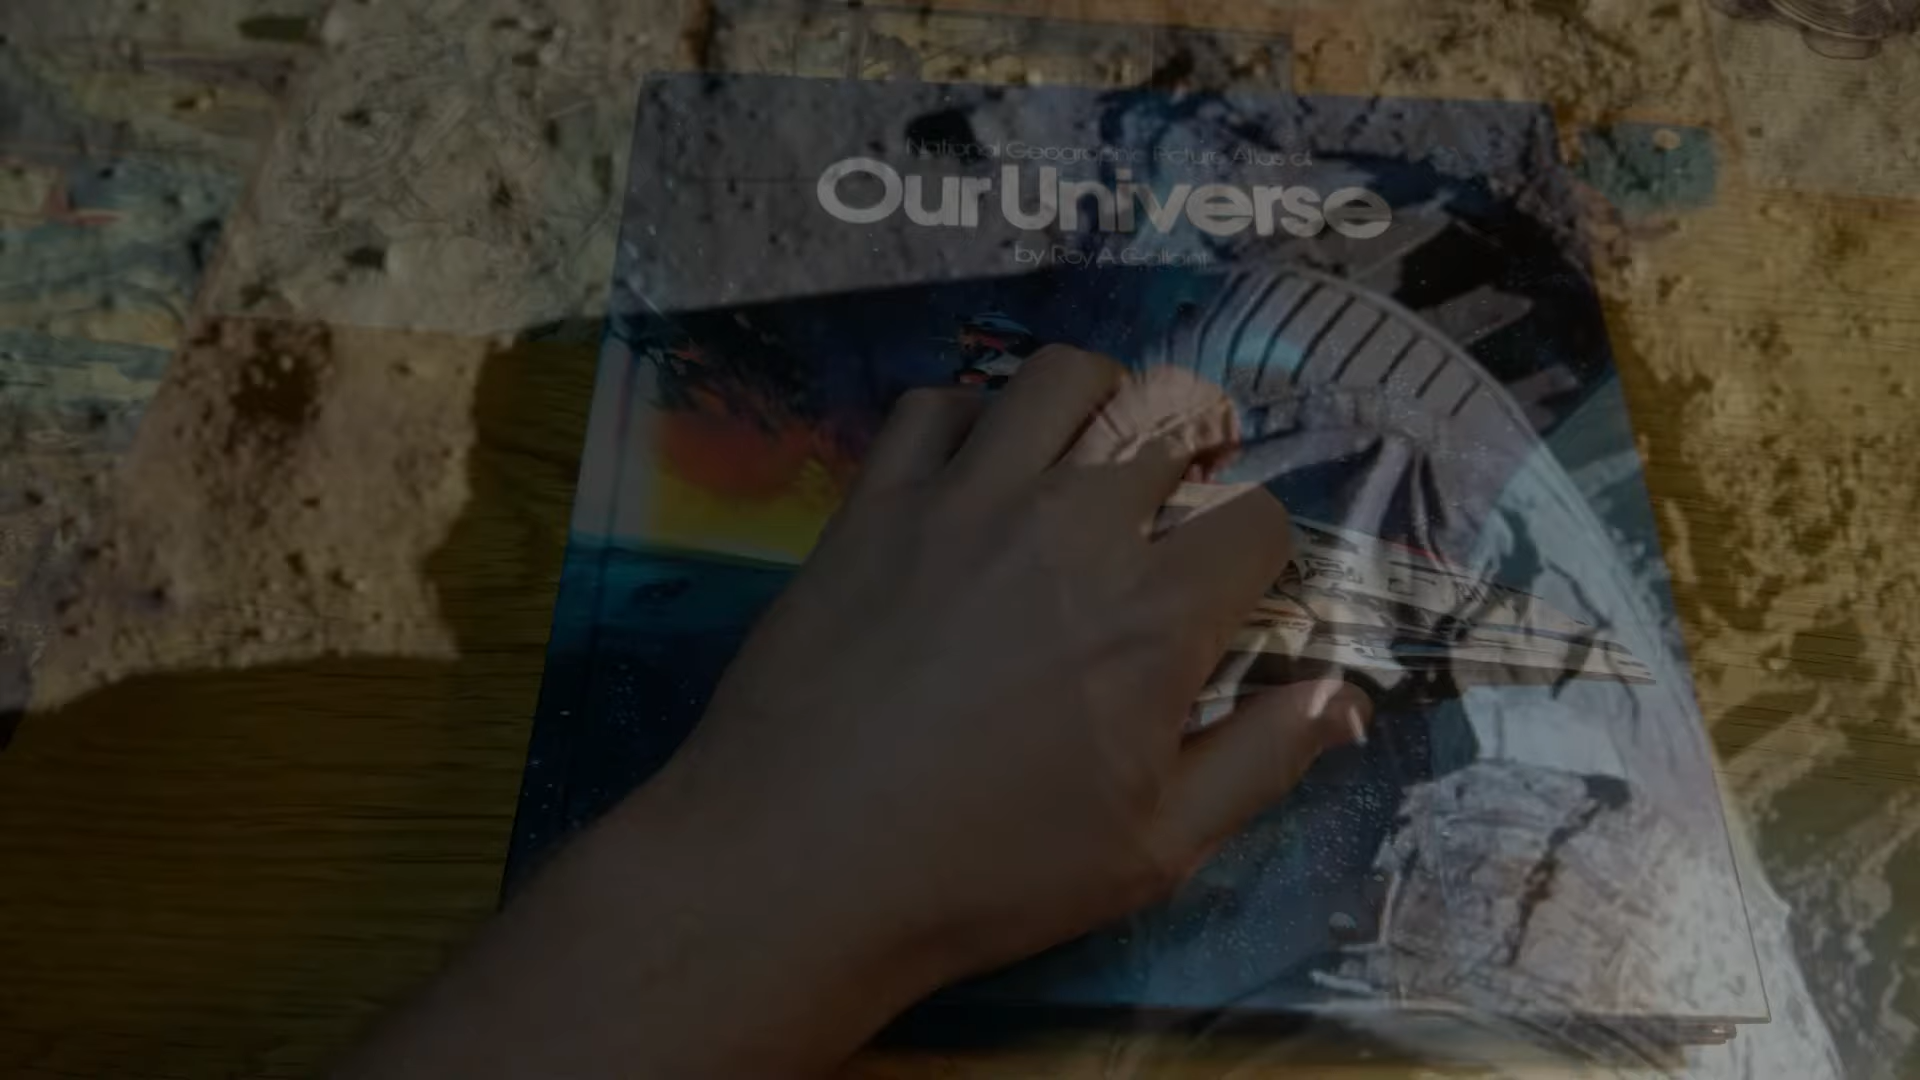 National Geographic Picture Atlas of
Our Universe
by Roy A Gallant